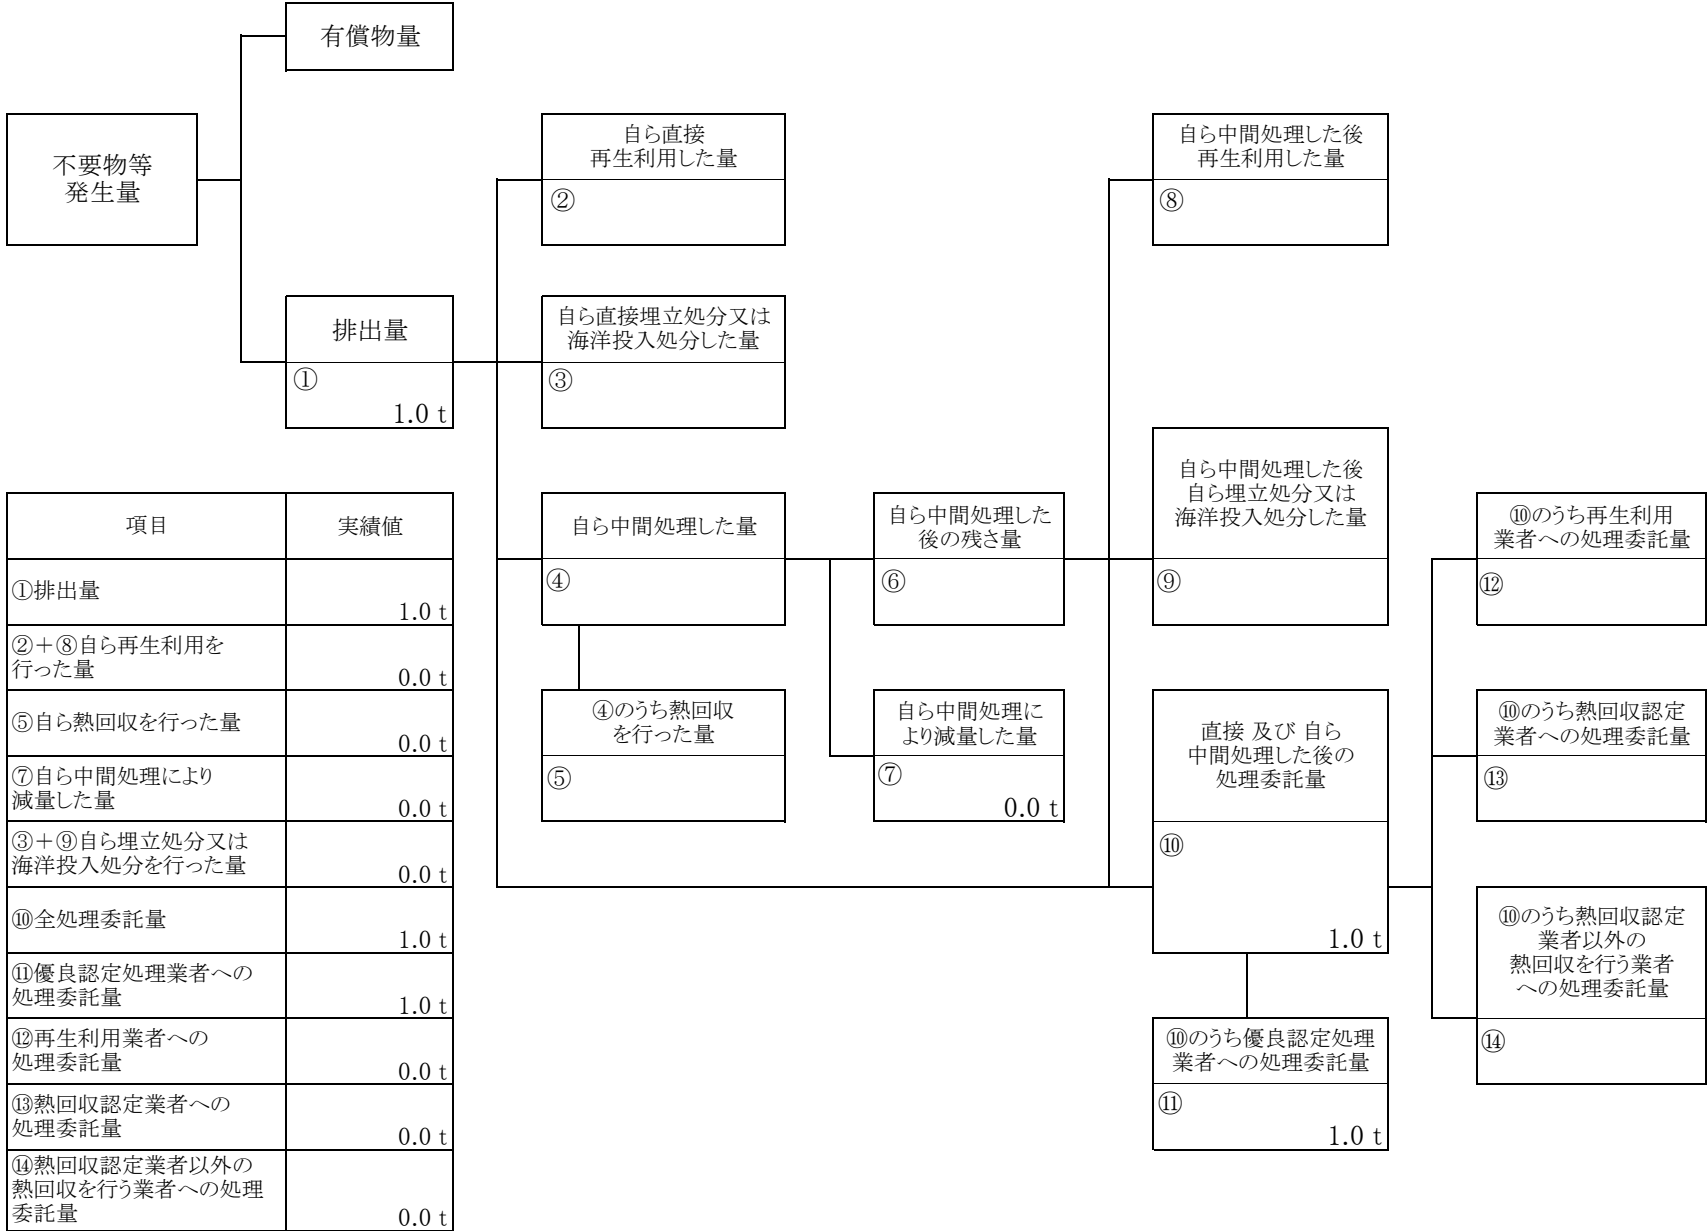 有償物量
不要物等
発生量
自ら直接
再生利用した量
②
自ら中間処理した後
再生利用した量
⑧
排出量
①
1.0 t
自ら直接埋立処分又は
海洋投入処分した量
③
自ら中間処理した量
④
自ら中間処理した
後の残さ量
⑥
自ら中間処理した後
自ら埋立処分又は
海洋投入処分した量
⑨
⑩のうち再生利用
業者への処理委託量
⑫
④のうち熱回収
を行った量
⑤
自ら中間処理に
より減量した量
⑦
0.0 t
直接 及び 自ら
中間処理した後の
処理委託量
⑩
1.0 t
⑩のうち熱回収認定
業者への処理委託量
⑬
⑩のうち熱回収認定
業者以外の
熱回収を行う業者
への処理委託量
⑭
⑩のうち優良認定処理
業者への処理委託量
⑪
1.0 t
項目 実績値
①排出量
1.0 t
②+⑧自ら再生利用を
行った量
0.0 t
⑤自ら熱回収を行った量
0.0 t
⑦自ら中間処理により
減量した量
0.0 t
③+⑨自ら埋立処分又は
海洋投入処分を行った量
0.0 t
⑩全処理委託量
1.0 t
⑪優良認定処理業者への
処理委託量
1.0 t
⑫再生利用業者への
処理委託量
0.0 t
⑬熱回収認定業者への
処理委託量
0.0 t
⑭熱回収認定業者以外の
熱回収を行う業者への処理
委託量
0.0 t